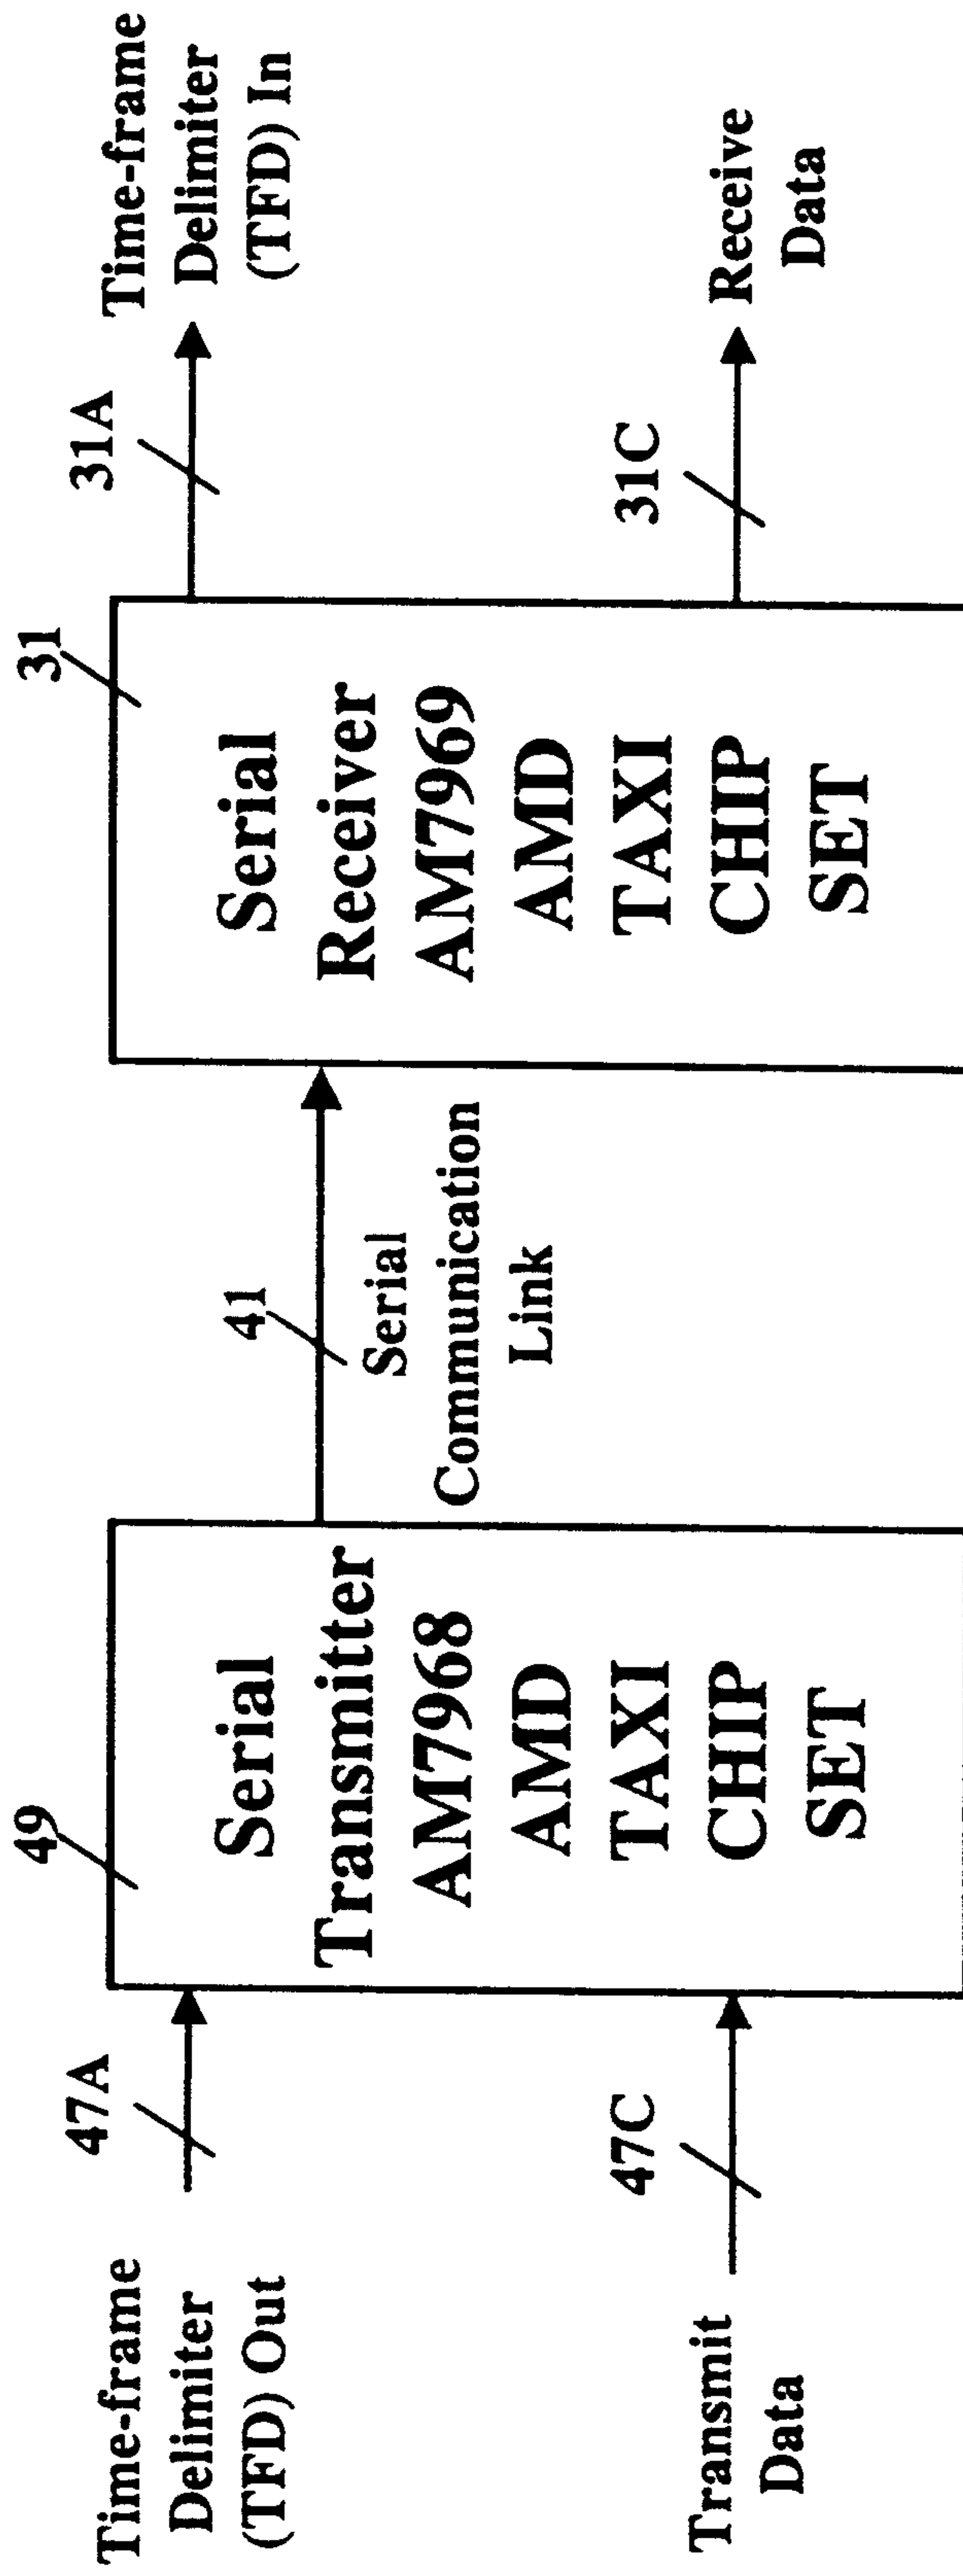 49
31
47A
31A
Time-frame
Delimiter
(TFD) Out
Serial
Transmitter
AM7968
AMD
TAXI
CHIP
SET
41
Serial
Communication
Link
Serial
Receiver
AM7969
AMD
TAXI
CHIP
SET
Time-frame
Delimiter
(TFD) In
47C
31C
Transmit
Data
Receive
Data